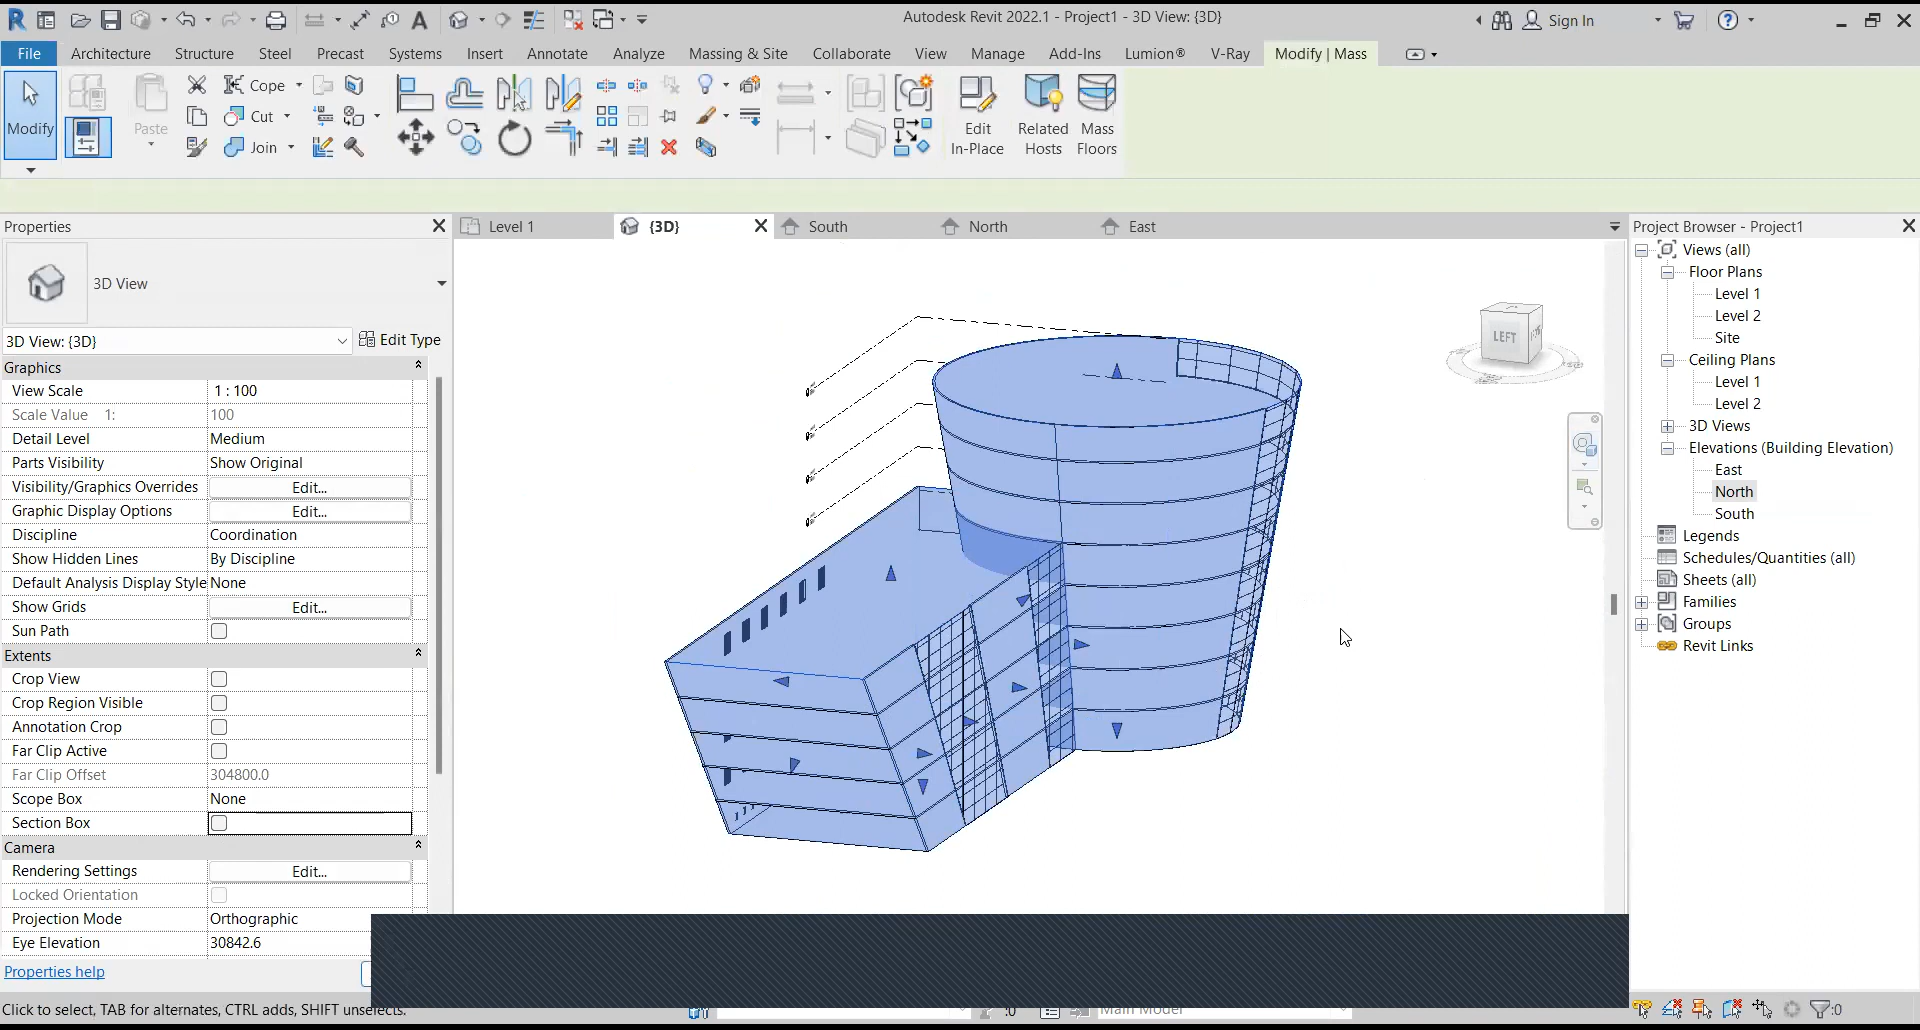 Autodesk Revit 2022.1 - Project1 - 3D View: {3D}
Sign In
File Architecture Structure Steel Precast Systems Insert Annotate Analyze Massing & Site Collaborate View Manage Add-Ins Lumion® V-Ray Modify | Mass
Modify
Paste
Cope
Cut
Join
Edit
In-Place
Related
Hosts
Mass
Floors
Properties
Level 1
{3D}
South
North
East
Project Browser - Project1
3D View
3D View: {3D}
Edit Type
Graphics
View Scale 1 : 100
Scale Value 1: 100
Detail Level Medium
Parts Visibility Show Original
Visibility/Graphics Overrides Edit...
Graphic Display Options Edit...
Discipline Coordination
Show Hidden Lines By Discipline
Default Analysis Display Style None
Show Grids Edit...
Sun Path
Extents
Crop View
Crop Region Visible
Annotation Crop
Far Clip Active
Far Clip Offset 304800.0
Scope Box None
Section Box
Camera
Rendering Settings Edit...
Locked Orientation
Projection Mode Orthographic
Eye Elevation 30842.6
Properties help
LEFT
Views (all)
Floor Plans
Level 1
Level 2
Site
Ceiling Plans
Level 1
Level 2
3D Views
Elevations (Building Elevation)
East
North
South
Legends
Schedules/Quantities (all)
Sheets (all)
Families
Groups
Revit Links
Click to select, TAB for alternates, CTRL adds, SHIFT unselects.
:0
Main Model
:0